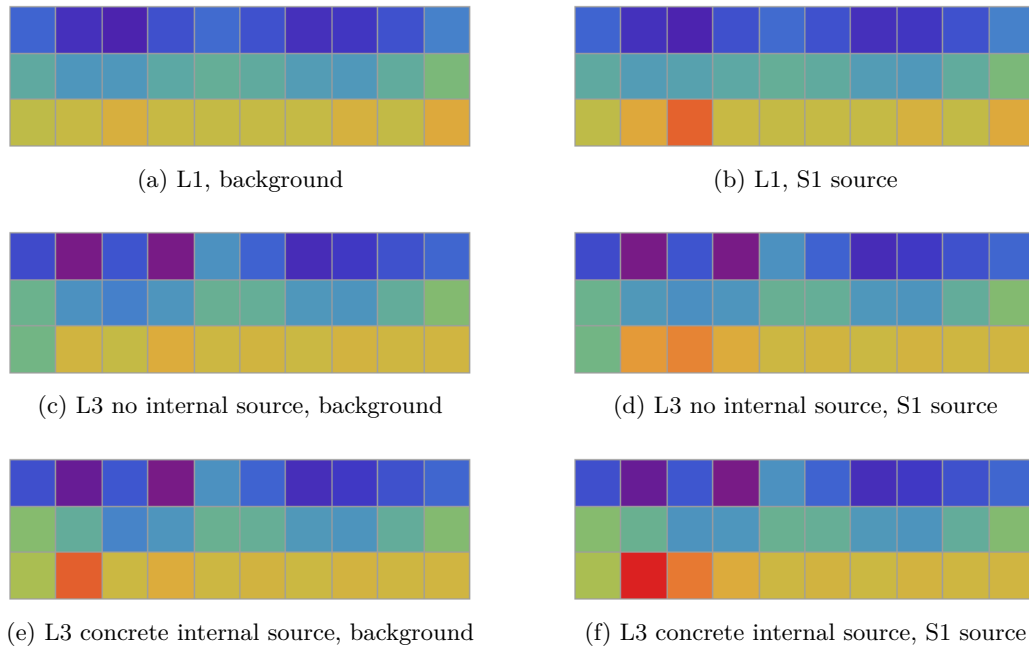 (a) L1, background
(b) L1, S1 source
(c) L3 no internal source, background
(d) L3 no internal source, S1 source
(e) L3 concrete internal source, background
(f) L3 concrete internal source, S1 source